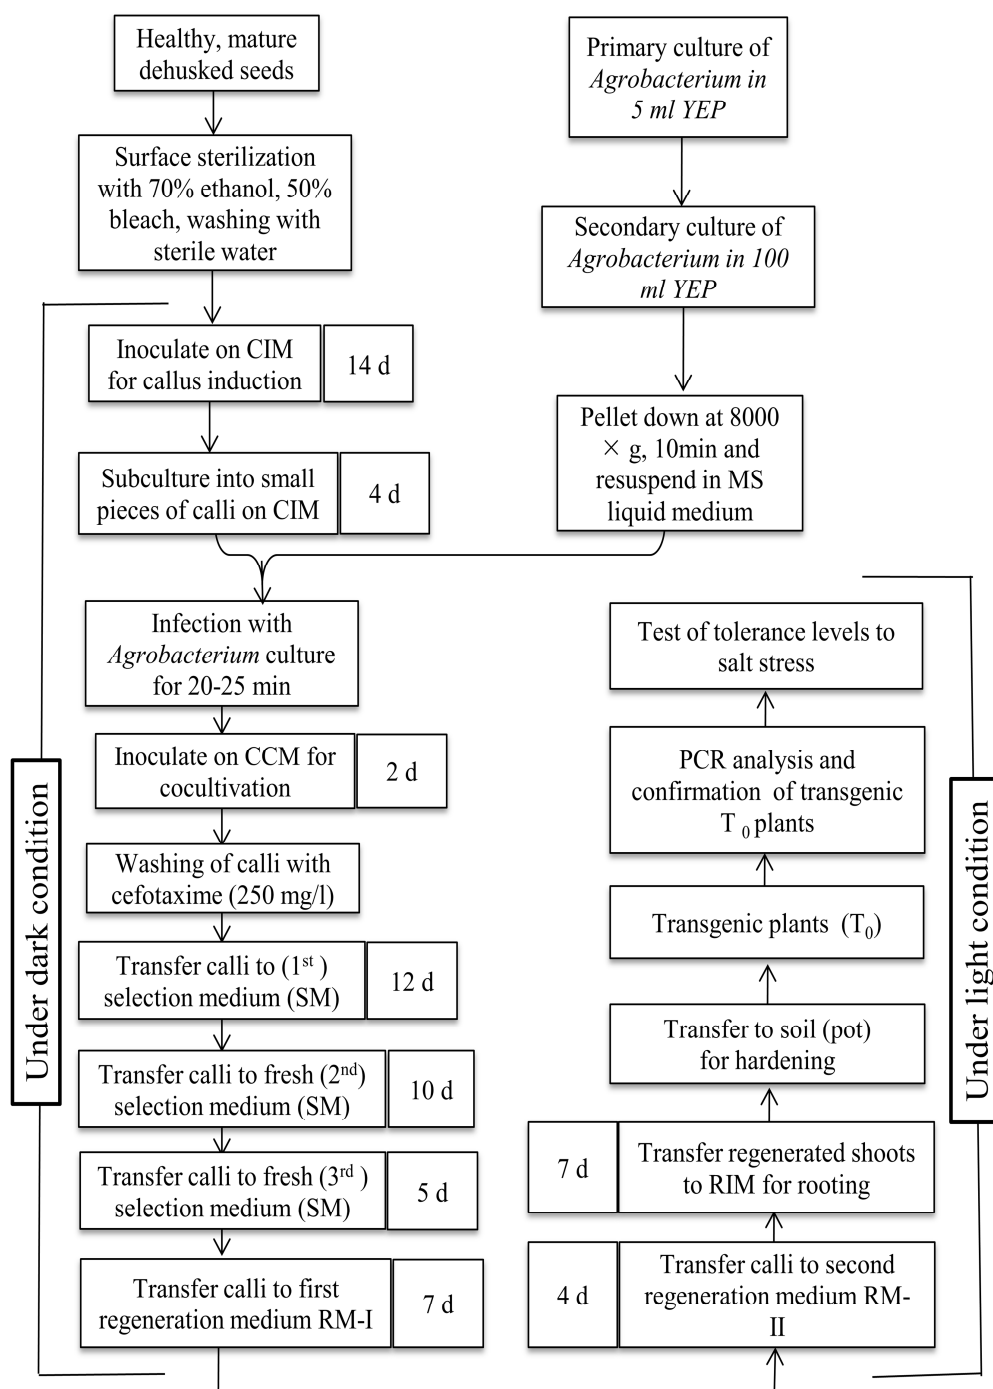 Healthy, mature
dehusked seeds
Surface sterilization
with 70% ethanol, 50%
bleach, washing with
sterile water
Inoculate on CIM
for callus induction
14 d
Subculture into small
pieces of calli on CIM
4 d
Primary culture of
Agrobacterium in
5 ml YEP
Secondary culture of
Agrobacterium in 100
ml YEP
Pellet down at 8000
× g, 10min and
resuspend in MS
liquid medium
Infection with
Agrobacterium culture
for 20-25 min
Inoculate on CCM for
cocultivation
2 d
Washing of calli with
cefotaxime (250 mg/l)
Transfer calli to (1st )
selection medium (SM)
12 d
Transfer calli to fresh (2nd)
selection medium (SM)
10 d
Transfer calli to fresh (3rd )
selection medium (SM)
5 d
Transfer calli to first
regeneration medium RM-I
7 d
Under dark condition
Transfer calli to second
regeneration medium RM-
II
4 d
Transfer regenerated shoots
to RIM for rooting
7 d
Transfer to soil (pot)
for hardening
Transgenic plants (T0)
PCR analysis and
confirmation of transgenic
T 0 plants
Test of tolerance levels to
salt stress
Under light condition